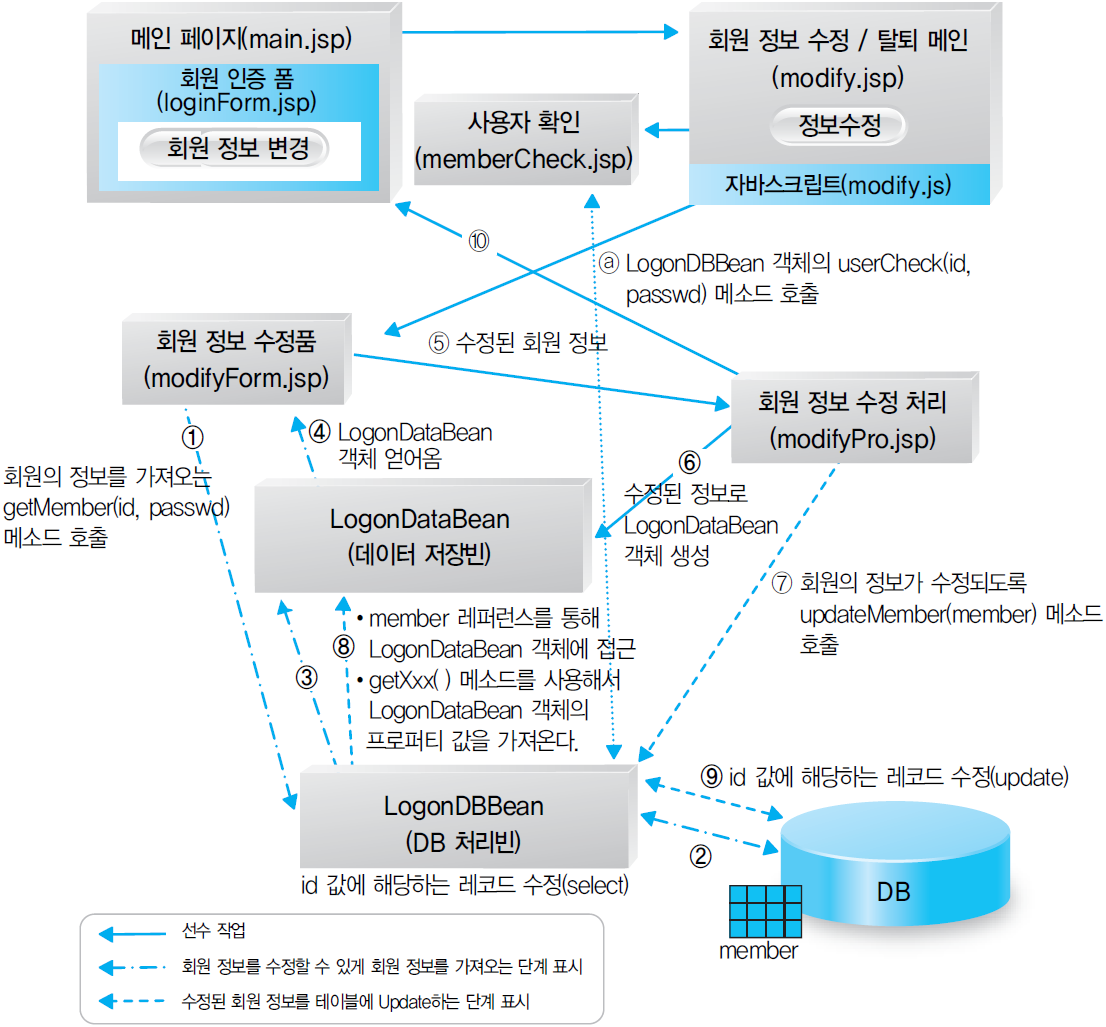 메인 페이지(main.jsp)
회원 인증 폼
(loginForm.jsp)
회원 정보 변경
사용자 확인
(memberCheck.jsp)
회원 정보 수정 / 탈퇴 메인
(modify.jsp)
정보수정
자바스크립트(modify.js)
⑩
ⓐ LogonDBBean 객체의 userCheck(id,
passwd) 메소드 호출
회원 정보 수정품
(modifyForm.jsp)
⑤ 수정된 회원 정보
회원 정보 수정 처리
(modifyPro.jsp)
①
회원의 정보를 가져오는
getMember(id, passwd)
메소드 호출
④ LogonDataBean
객체 얻어옴
⑥
수정된 정보로
LogonDataBean
객체 생성
LogonDataBean
(데이터 저장빈)
⑦ 회원의 정보가 수정되도록
updateMember(member) 메소드
호출
③
⑧
• member 레퍼런스를 통해
LogonDataBean 객체에 접근
• getXxx( ) 메소드를 사용해서
LogonDataBean 객체의
프로퍼티 값을 가져온다.
LogonDBBean
(DB 처리빈)
id 값에 해당하는 레코드 수정(select)
⑨ id 값에 해당하는 레코드 수정(update)
②
DB
member
선수 작업
회원 정보를 수정할 수 있게 회원 정보를 가져오는 단계 표시
수정된 회원 정보를 테이블에 Update하는 단계 표시